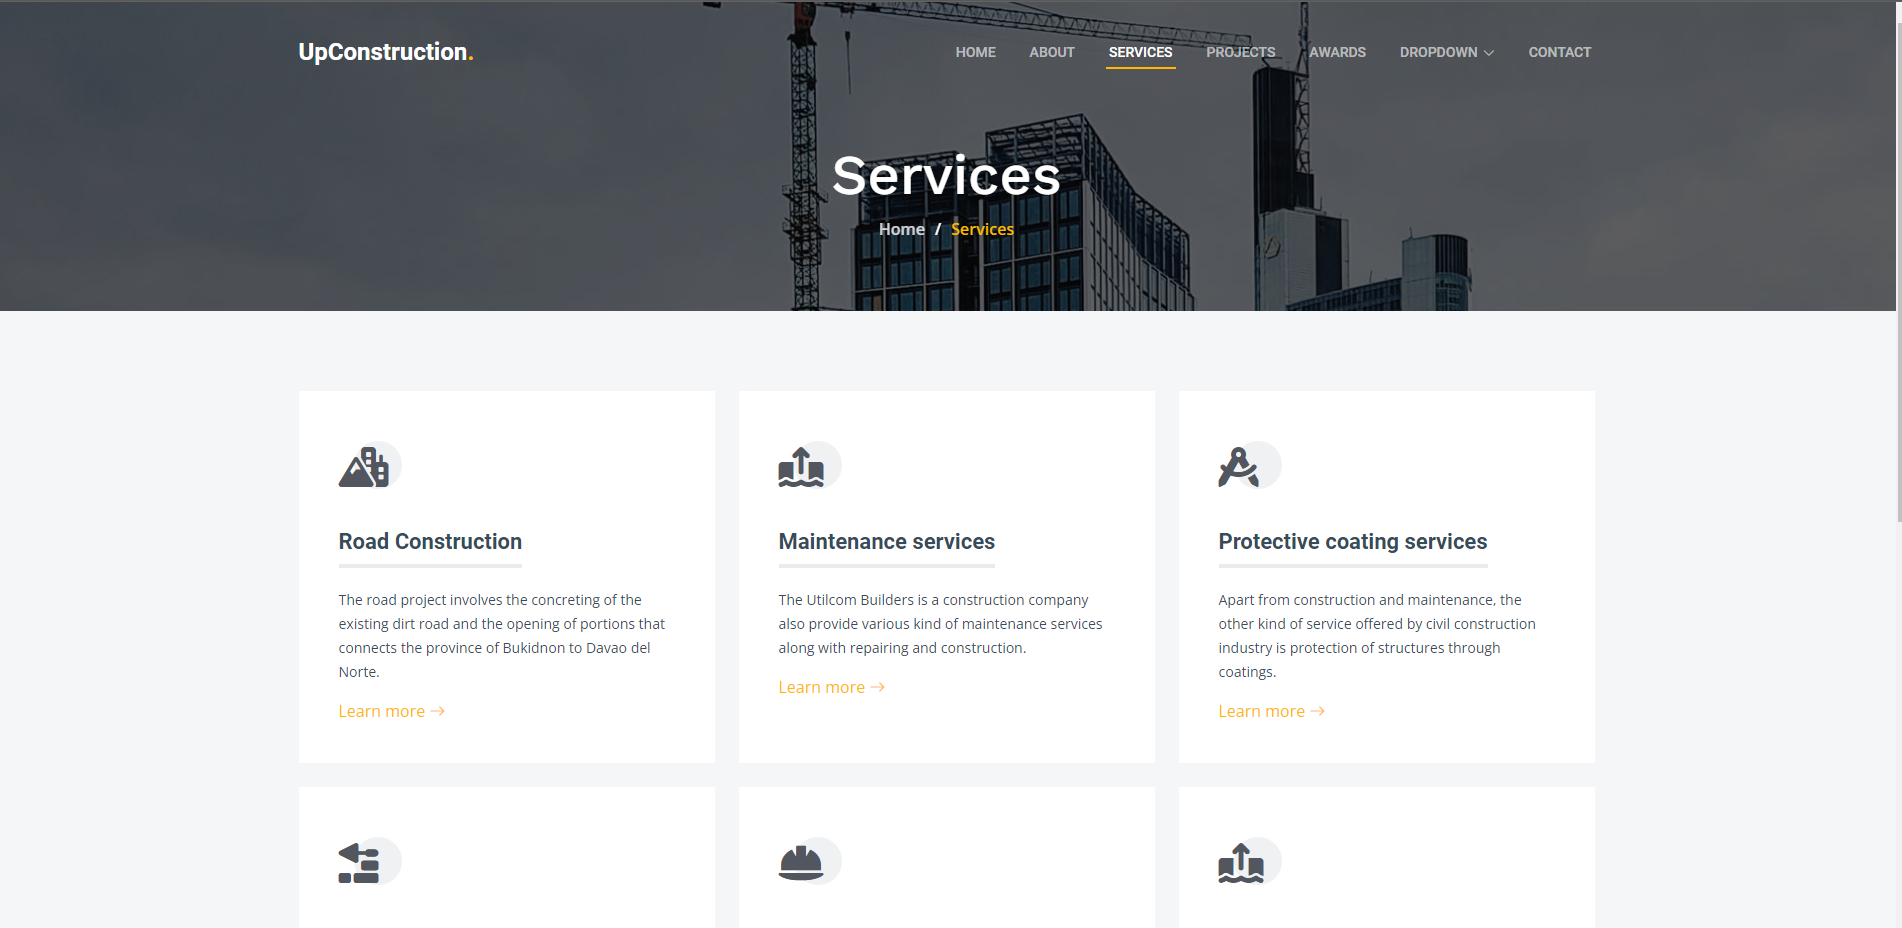 UpConstruction.
HOME ABOUT SERVICES PROJECTS AWARDS DROPDOWN CONTACT
Services
Home / Services
Road Construction
The road project involves the concreting of the
existing dirt road and the opening of portions that
connects the province of Bukidnon to Davao del
Norte.
Learn more →
Maintenance services
The Utilcom Builders is a construction company
also provide various kind of maintenance services
along with repairing and construction.
Learn more →
Protective coating services
Apart from construction and maintenance, the
other kind of service offered by civil construction
industry is protection of structures through
coatings.
Learn more →